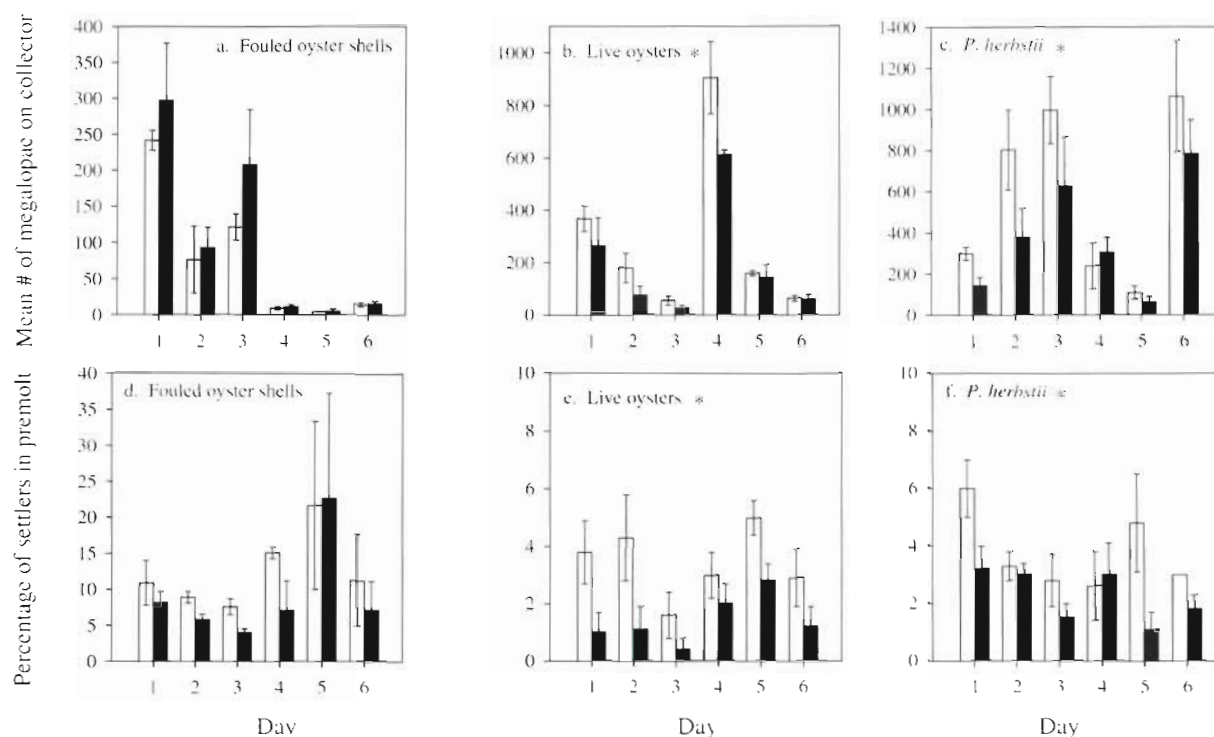 Mean # of megalopae on collector
400
350
300
250
200
150
100
50
0
a. Fouled oyster shells
1 2 3 4 5 6
1000
800
600
400
200
0
b. Live oysters *
1 2 3 4 5 6
1400
1200
1000
800
600
400
200
0
c. P. herbstii *
1 2 3 4 5 6
Percentage of settlers in premolt
40
35
30
25
20
15
10
5
0
d. Fouled oyster shells
1 2 3 4 5 6
Day
10
8
6
4
2
0
e. Live oysters *
1 2 3 4 5 6
Day
10
8
6
4
2
0
f. P. herbstii *
1 2 3 4 5 6
Day